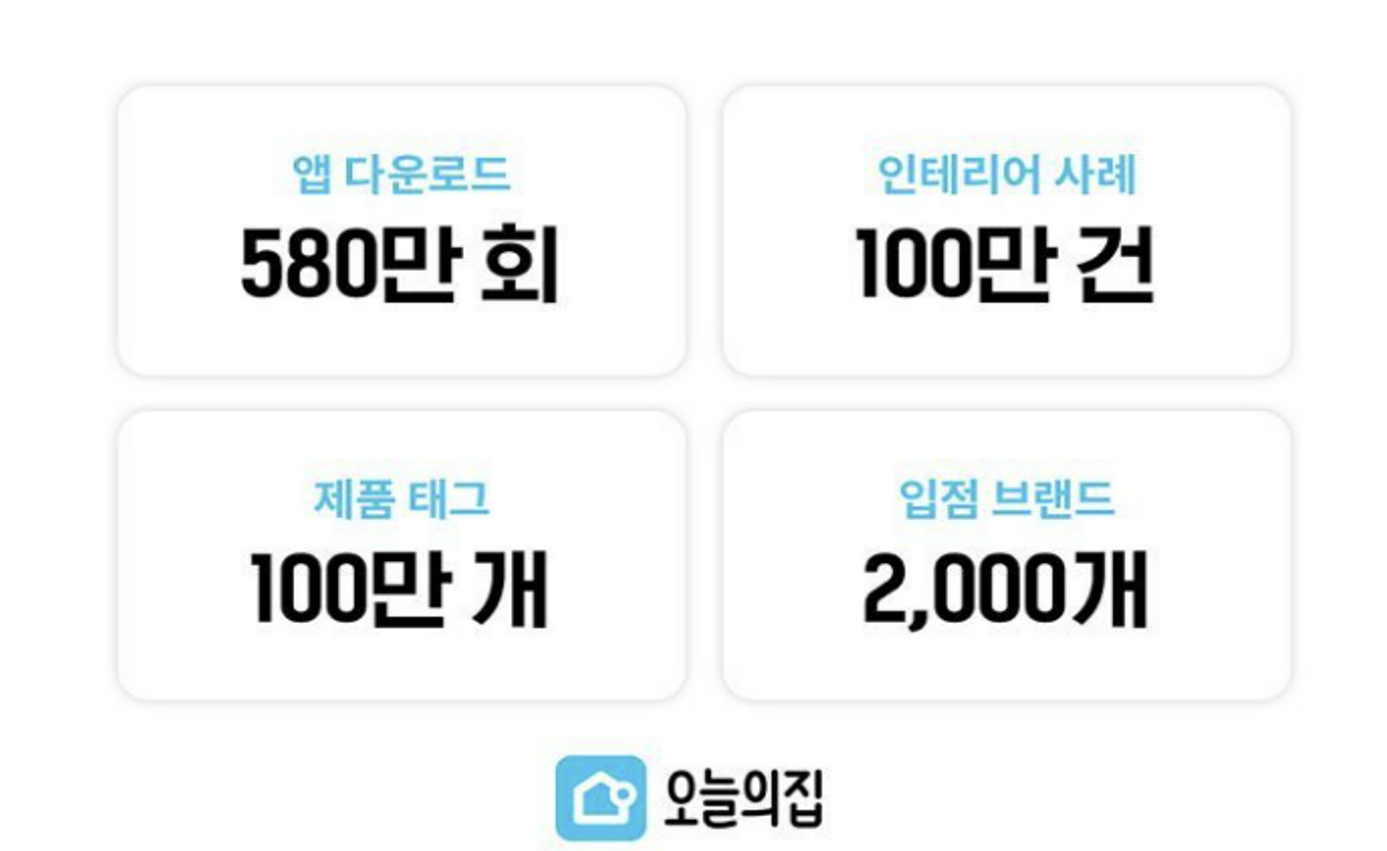 앱 다운로드
580만 회
인테리어 사례
100만 건
제품 태그
100만 개
입점 브랜드
2,000개
오늘의집